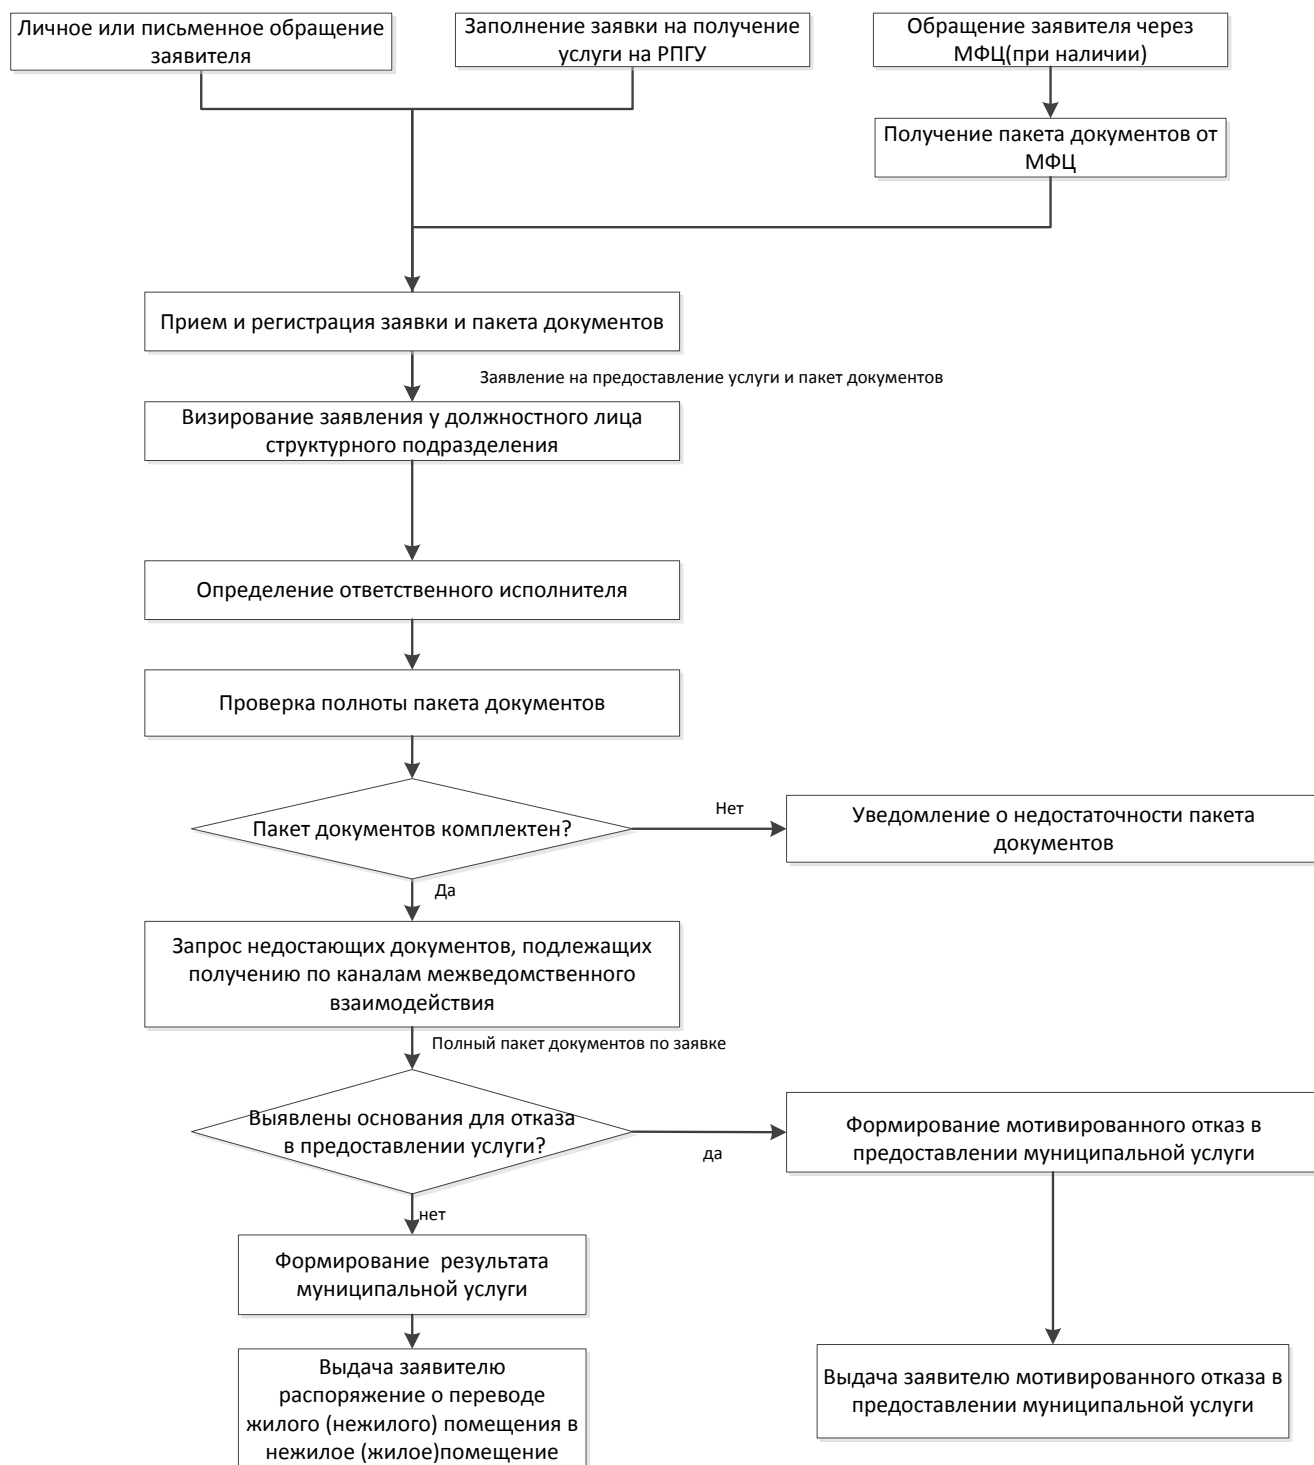 Личное или письменное обращение
заявителя
Заполнение заявки на получение
услуги на РПГУ
Обращение заявителя через
МФЦ(при наличии)
Получение пакета документов от
МФЦ
Прием и регистрация заявки и пакета документов
Заявление на предоставление услуги и пакет документов
Визирование заявления у должностного лица
структурного подразделения
Определение ответственного исполнителя
Проверка полноты пакета документов
Пакет документов комплектен?
Нет
Уведомление о недостаточности пакета
документов
Да
Запрос недостающих документов, подлежащих
получению по каналам межведомственного
взаимодействия
Полный пакет документов по заявке
Выявлены основания для отказа
в предоставлении услуги?
да
Формирование мотивированного отказ в
предоставлении муниципальной услуги
нет
Формирование  результата
муниципальной услуги
Выдача заявителю
распоряжение о переводе
жилого (нежилого) помещения в
нежилое (жилое)помещение
Выдача заявителю мотивированного отказа в
предоставлении муниципальной услуги